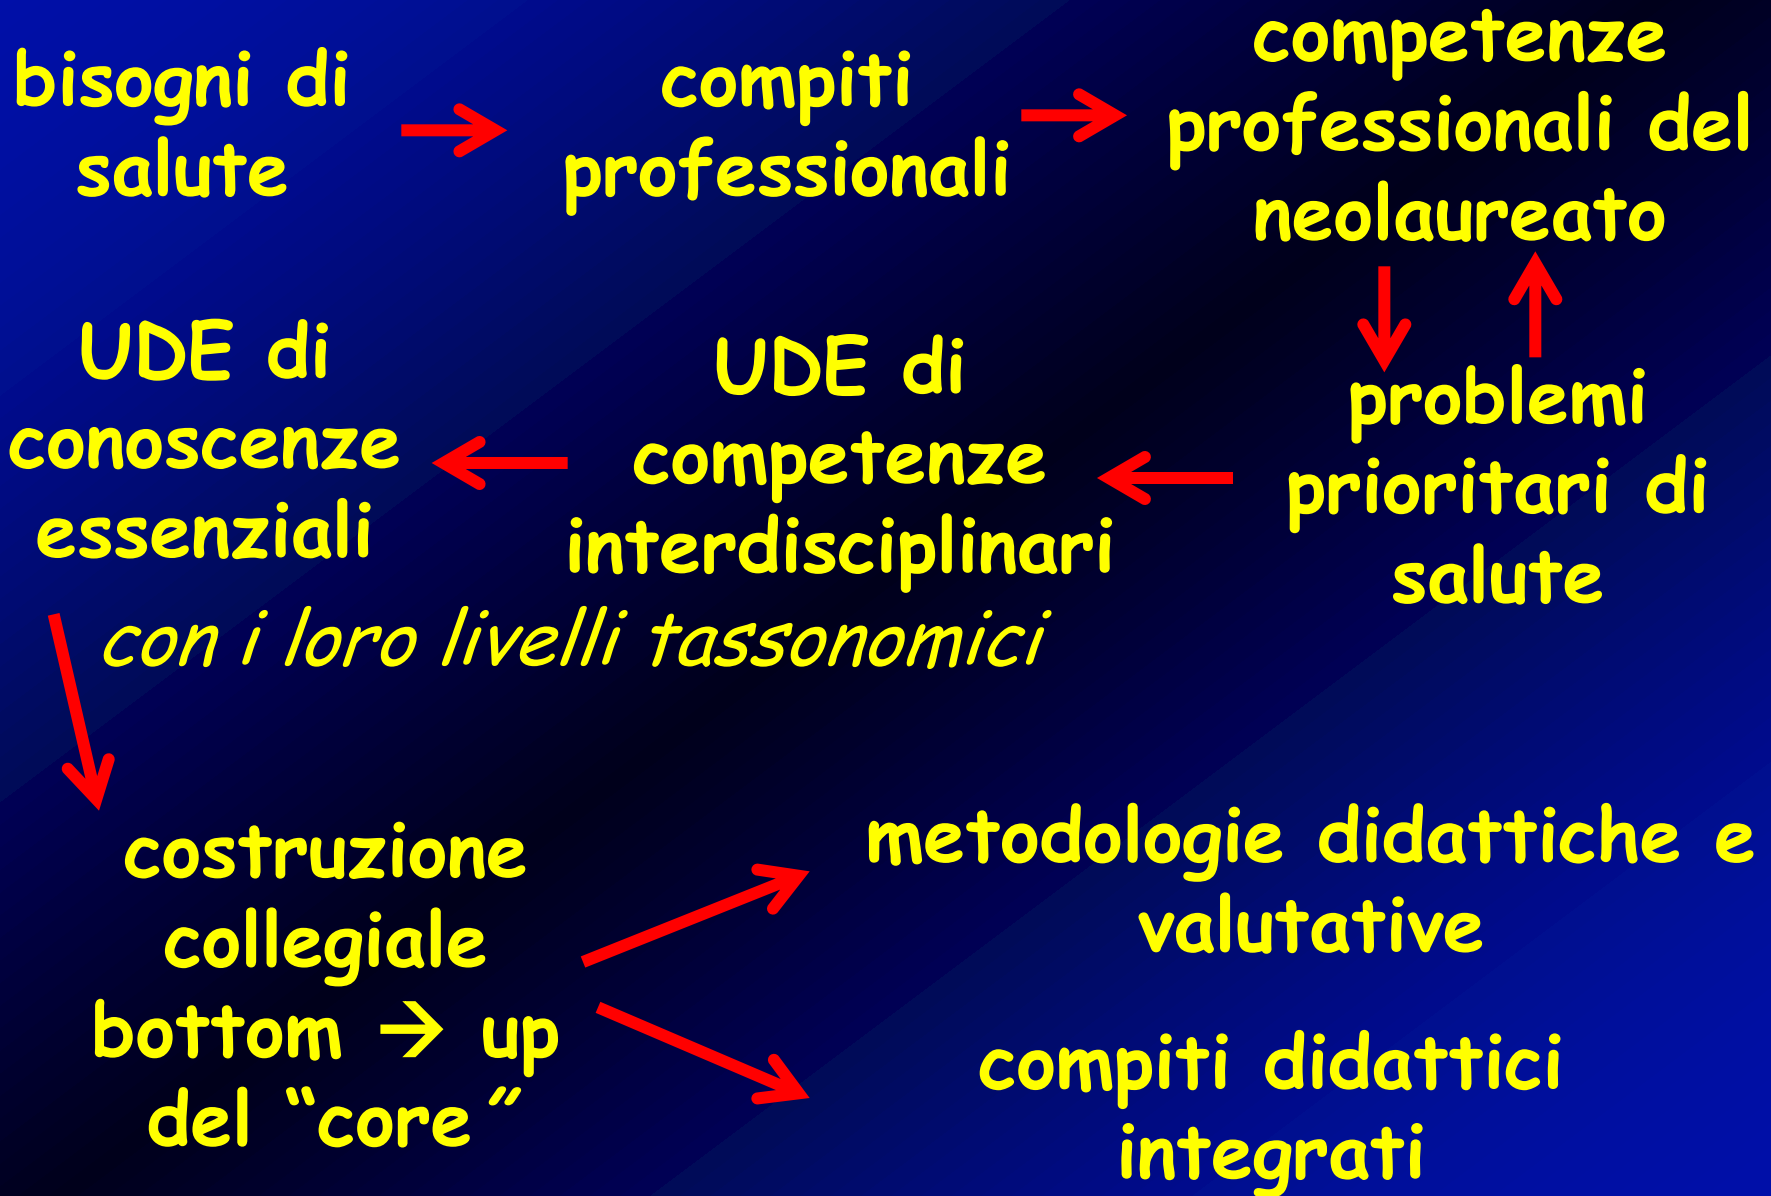 bisogni di
salute
compiti
professionali
competenze
professionali del
neolaureato
UDE di
conoscenze
essenziali
UDE di
competenze
interdisciplinari
problemi
prioritari di
salute
con i loro livelli tassonomici
costruzione
collegiale
bottom → up
del “core”
metodologie didattiche e
valutative
compiti didattici
integrati